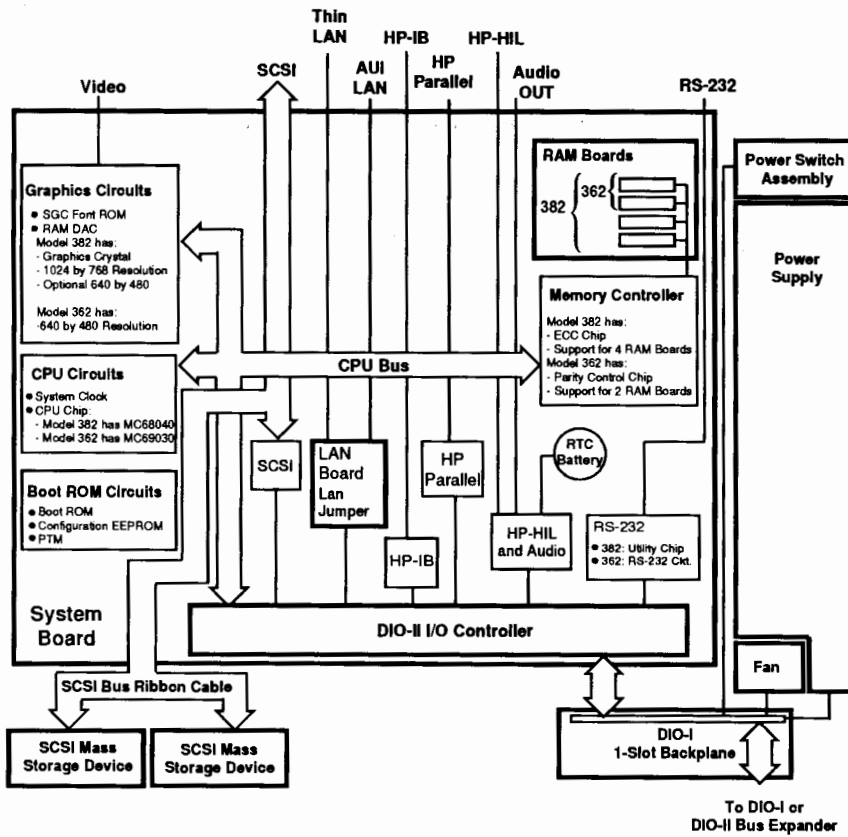 Thin
LAN
HP-IB
HP-HIL
SCSI
AUI
LAN
HP
Parallel
Audio
OUT
RS-232
Video
Graphics Circuits
● SGC Font ROM
● RAM DAC
Model 382 has:
- Graphics Crystal
- 1024 by 768 Resolution
- Optional 640 by 480
Model 362 has:
-640 by 480 Resolution
RAM Boards
382 { 362 {
Power Switch
Assembly
Power
Supply
Memory Controller
Model 382 has:
- ECC Chip
- Support for 4 RAM Boards
Model 362 has:
- Parity Control Chip
- Support for 2 RAM Boards
CPU Bus
CPU Circuits
● System Clock
● CPU Chip:
- Model 382 has MC68040
- Model 362 has MC69030
Boot ROM Circuits
● Boot ROM
● Configuration EEPROM
● PTM
SCSI
LAN
Board
Lan
Jumper
HP
Parallel
RTC
Battery
HP-IB
HP-HIL
and Audio
RS-232
● 382: Utility Chip
● 362: RS-232 Ckt.
System
Board
DIO-II I/O Controller
Fan
SCSI Bus Ribbon Cable
SCSI Mass
Storage Device
SCSI Mass
Storage Device
DIO-I
1-Slot Backplane
To DIO-I or
DIO-II Bus Expander